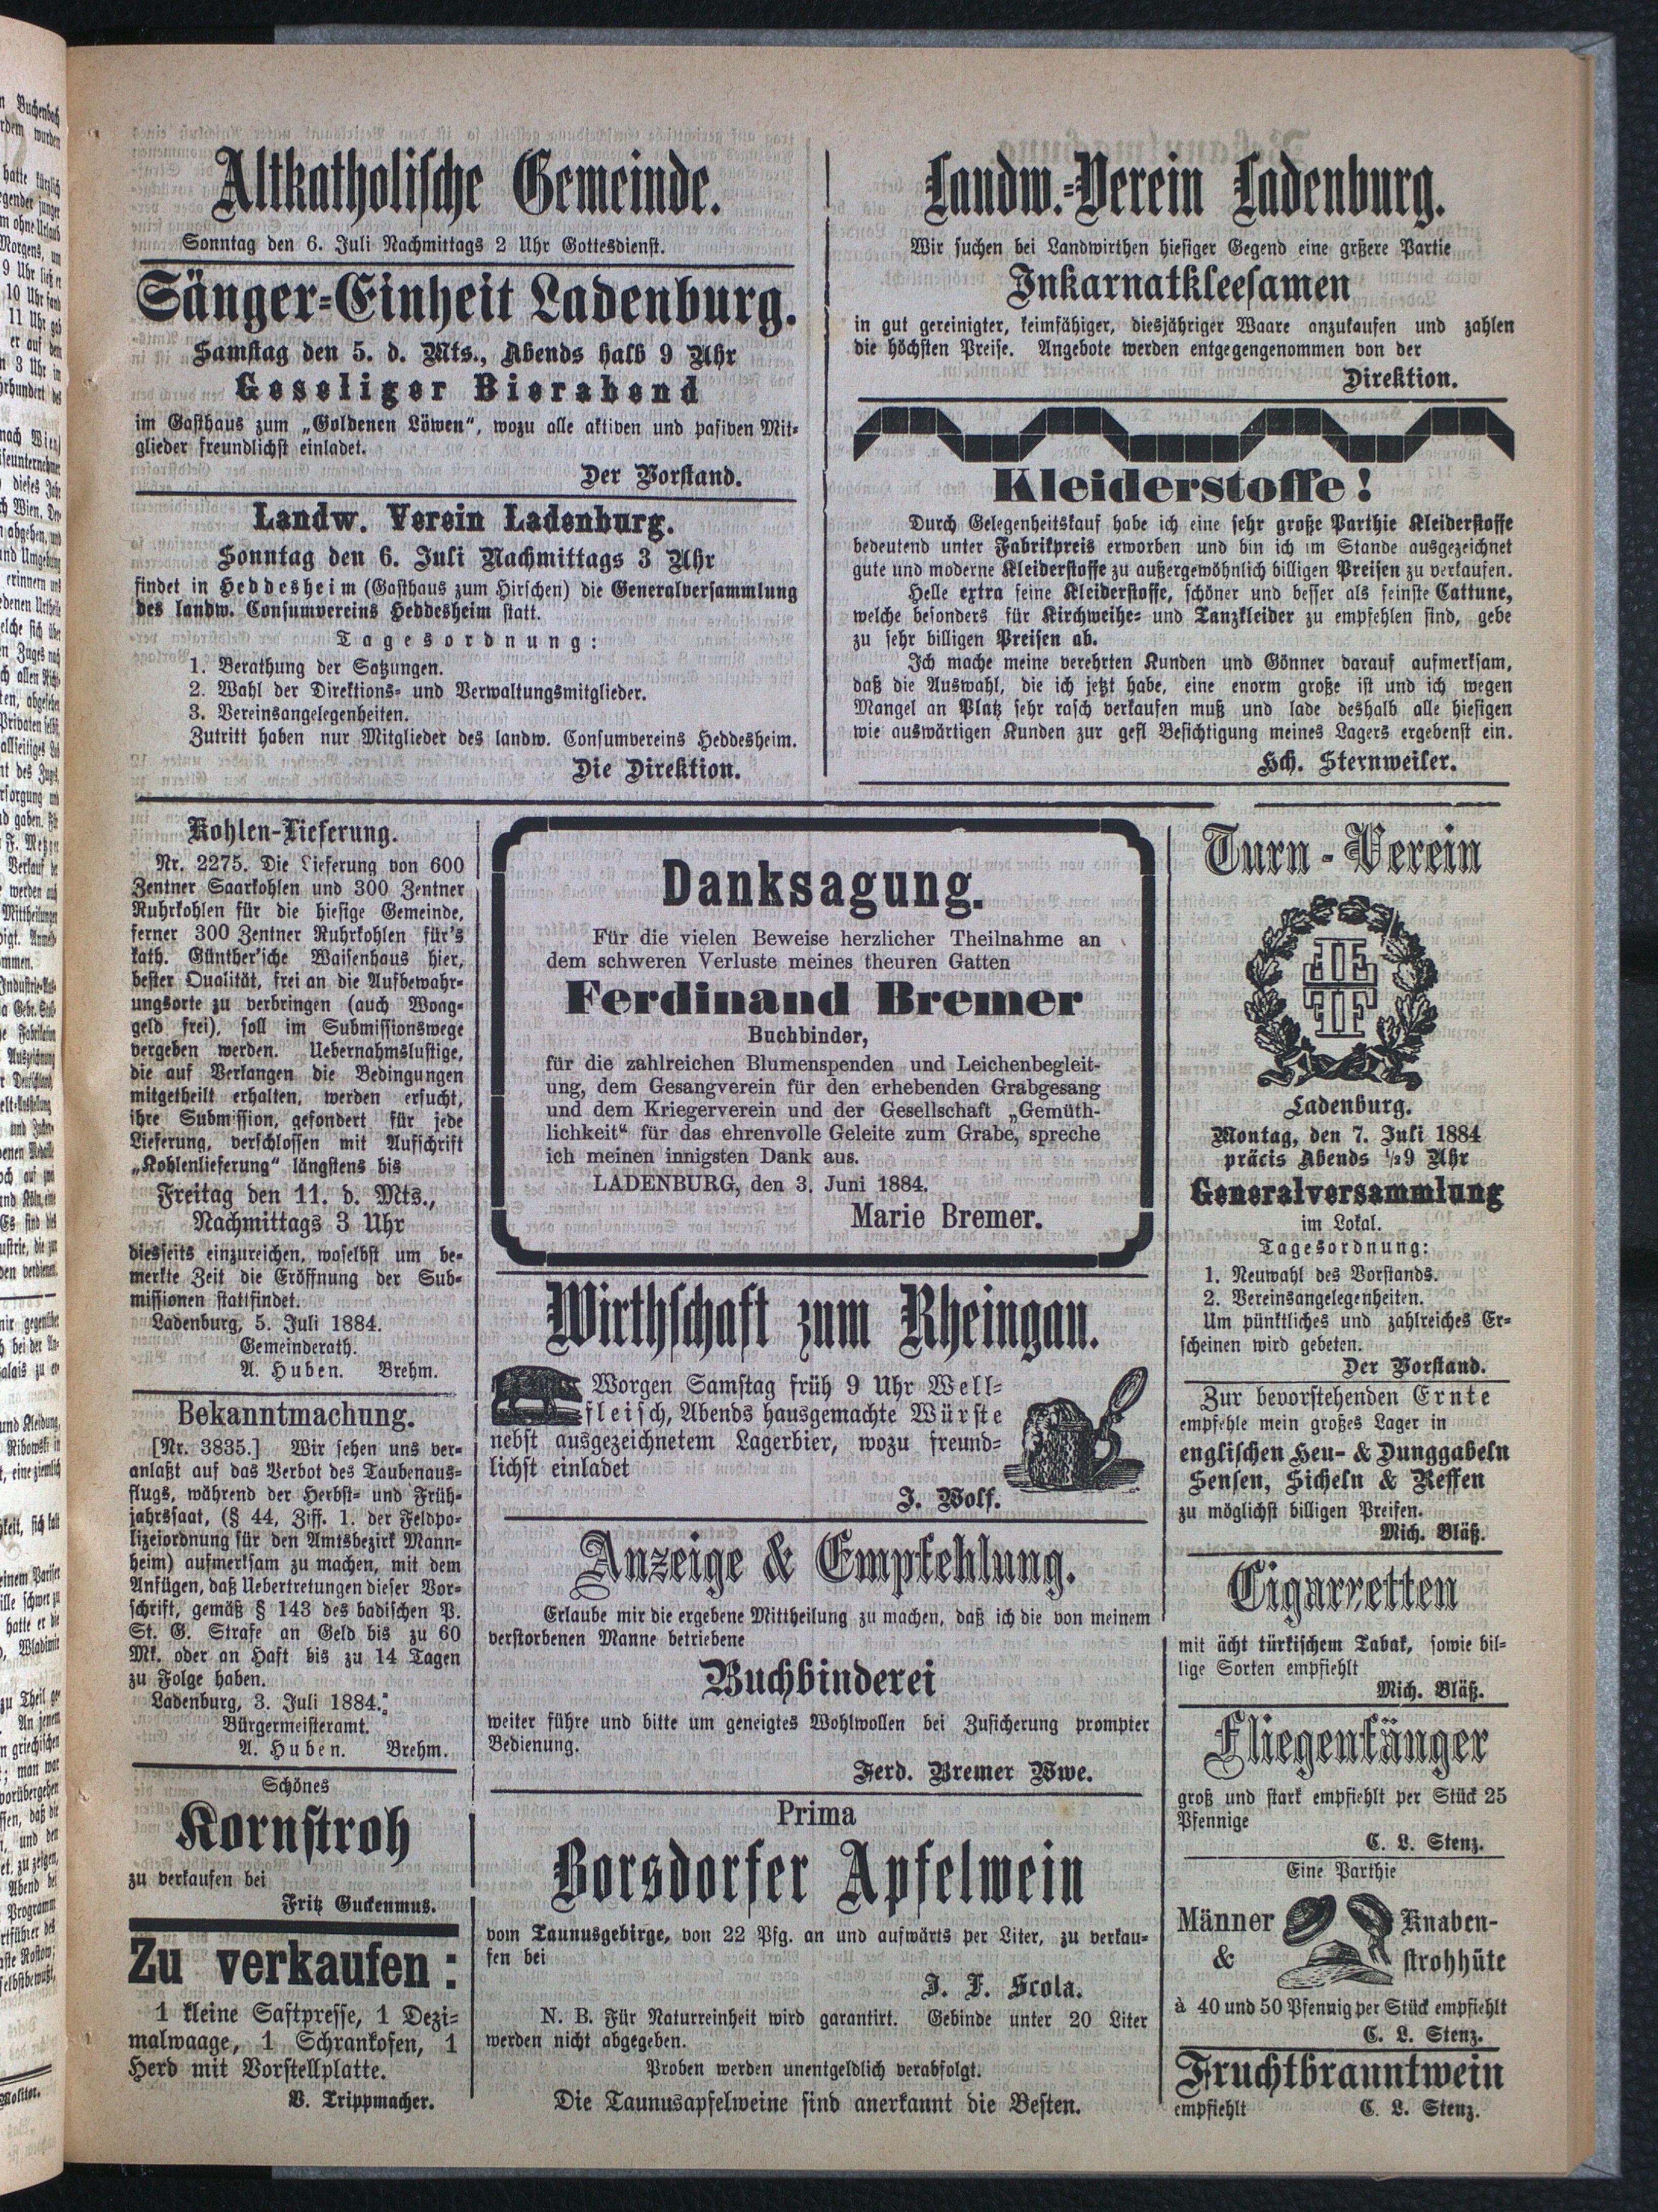 Altkatholische Gemeinde.
Sonntag den 6. Juli Nachmittags 2 Uhr Gottesdienst.
Sänger-Einheit Ladenburg.
Samstag den 5. d. Mts., Abends halb 9 Uhr
Geselliger Bierabend
im Gasthaus zum „Goldenen Löwen“, wozu alle aktiven und pasiven Mit-
glieder freundlichst einladet.
Der Vorstand.
Landw. Verein Ladenburg.
Sonntag den 6. Juli Nachmittags 3 Uhr
findet in Heddesheim (Gasthaus zum Hirschen) die Generalversammlung
des landw. Consumvereins Heddesheim statt.
Tagesordnung:
1. Berathung der Satzungen.
2. Wahl der Direktions- und Verwaltungsmitglieder.
3. Vereinsangelegenheiten.
Zutritt haben nur Mitglieder des landw. Consumvereins Heddesheim.
Die Direktion.
Landw.-Verein Ladenburg.
Wir suchen bei Landwirthen hiesiger Gegend eine grßere Partie
Inkarnatkleesamen
in gut gereinigter, keimfähiger, diesjähriger Waare anzukaufen und zahlen
die höchsten Preise. Angebote werden entgegengenommen von der
Direktion.
Kleiderstoffe!
Durch Gelegenheitskauf habe ich eine sehr große Parthie Kleiderstoffe
bedeutend unter Fabrikpreis erworben und bin ich im Stande ausgezeichnet
gute und moderne Kleiderstoffe zu außergewöhnlich billigen Preisen zu verkaufen.
Helle extra feine Kleiderstoffe, schöner und besser als feinste Cattune,
welche besonders für Kirchweihe- und Tanzkleider zu empfehlen sind, gebe
zu sehr billigen Preisen ab.
Ich mache meine verehrten Kunden und Gönner darauf aufmerksam,
daß die Auswahl, die ich jetzt habe, eine enorm große ist und ich wegen
Mangel an Platz sehr rasch verkaufen muß und lade deshalb alle hiesigen
wie auswärtigen Kunden zur gefl Besichtigung meines Lagers ergebenst ein.
Hch. Sternweiler.
Kohlen-Lieferung.
Nr. 2275. Die Lieferung von 600
Zentner Saarkohlen und 300 Zentner
Ruhrkohlen für die hiesige Gemeinde,
ferner 300 Zentner Ruhrkohlen für's
kath. Günther'sche Waisenhaus hier,
bester Qualität, frei an die Aufbewahr-
ungsorte zu verbringen (auch Woag-
geld frei), soll im Submissionswege
vergeben werden. Uebernahmslustige,
die auf Verlangen die Bedingungen
mitgetheilt erhalten, werden ersucht,
ihre Submission, gesondert für jede
Lieferung, verschlossen mit Aufschrift
„Kohlenlieferung“ längstens bis
Freitag den 11. d. Mts.,
Nachmittags 3 Uhr
diesseits einzureichen, woselbst um be-
merkte Zeit die Eröffnung der Sub-
missionen stattfindet.
Ladenburg, 5. Juli 1884.
Gemeinderath.
A. Huben. Brehm.
Bekanntmachung.
[Nr. 3835.] Wir sehen uns ver-
anlaßt auf das Verbot des Taubenaus-
flugs, während der Herbst- und Früh-
jahrssaat, (§ 44, Ziff. 1. der Feldpo-
lizeiordnung für den Amtsbezirk Mann-
heim) aufmerksam zu machen, mit dem
Anfügen, daß Uebertretungen dieser Vor-
schrift, gemäß § 143 des badischen P.
St. G. Strafe an Geld bis zu 60
Mk. oder an Haft bis zu 14 Tagen
zu Folge haben.
Ladenburg, 3. Juli 1884.
Bürgermeisteramt.
A. Huben. Brehm.
Schönes
Kornstroh
zu verkaufen bei
Fritz Guckenmus.
Zu verkaufen:
1 kleine Saftpresse, 1 Dezi-
malwaage, 1 Schrankofen, 1
Herd mit Vorstellplatte.
V. Trippmacher.
Danksagung.
Für die vielen Beweise herzlicher Theilnahme an
dem schweren Verluste meines theuren Gatten
Ferdinand Bremer
Buchbinder,
für die zahlreichen Blumenspenden und Leichenbegleit-
ung, dem Gesangverein für den erhebenden Grabgesang
und dem Kriegerverein und der Gesellschaft „Gemüth-
lichkeit“ für das ehrenvolle Geleite zum Grabe, spreche
ich meinen innigsten Dank aus.
LADENBURG, den 3. Juni 1884.
Marie Bremer.
Wirthschaft zum Rheingau.
Morgen Samstag früh 9 Uhr Well-
fleisch, Abends hausgemachte Würste
nebst ausgezeichnetem Lagerbier, wozu freund-
lichst einladet
J. Wolf.
Anzeige & Empfehlung.
Erlaube mir die ergebene Mittheilung zu machen, daß ich die von meinem
verstorbenen Manne betriebene
Buchbinderei
weiter führe und bitte um geneigtes Wohlwollen bei Zusicherung prompter
Bedienung.
Ferd. Bremer Wwe.
Prima
Borsdorfer Apfelwein
vom Taunusgebirge, von 22 Pfg. an und aufwärts per Liter, zu verkau-
fen bei
J. F. Scola.
N. B. Für Naturreinheit wird garantirt. Gebinde unter 20 Liter
werden nicht abgegeben.
Proben werden unentgeldlich verabfolgt.
Die Taunusapfelweine sind anerkannt die Besten.
Turn-Verein
Ladenburg.
Montag, den 7. Juli 1884
präcis Abends 1/29 Uhr
Generalversammlung
im Lokal.
Tagesordnung:
1. Neuwahl des Vorstands.
2. Vereinsangelegenheiten.
Um pünktliches und zahlreiches Er-
scheinen wird gebeten.
Der Vorstand.
Zur bevorstehenden Ernte
empfehle mein großes Lager in
englischen Heu- & Dunggabeln
Sensen, Sicheln & Reffen
zu möglichst billigen Preisen.
Mich. Bläß.
Cigarretten
mit ächt türkischem Tabak, sowie bil-
lige Sorten empfiehlt
Mich. Bläß.
Fliegenfänger
groß und stark empfiehlt per Stück 25
Pfennige
C. L. Stenz.
Eine Parthie
Männer & Knaben-
strohhüte
à 40 und 50 Pfennig per Stück empfiehlt
C. L. Stenz.
Fruchtbranntwein
empfiehlt C. L. Stenz.